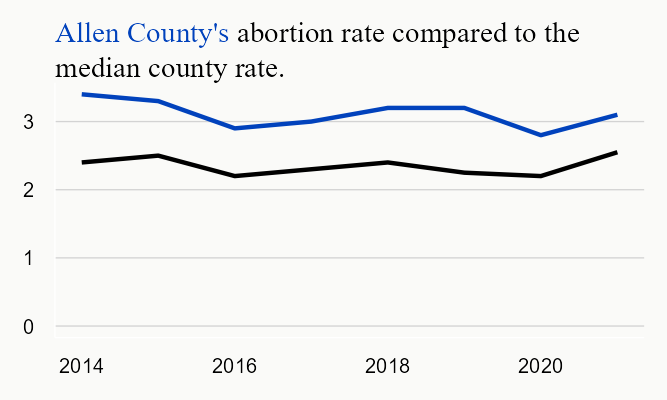 Allen County's abortion rate compared to the
median county rate.
3
2
1
0
2014 2016 2018 2020